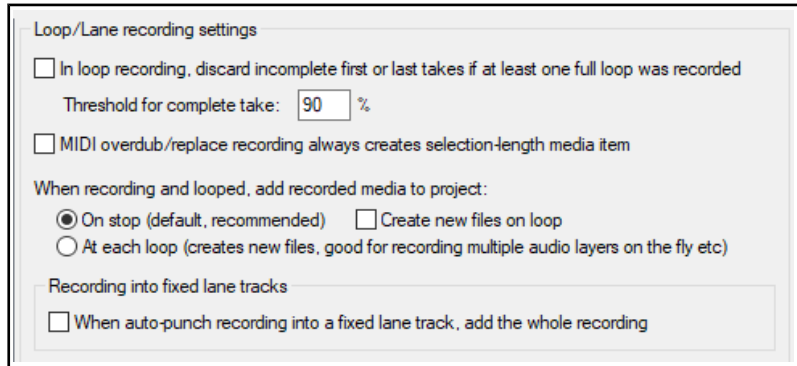 Loop/Lane recording settings
In loop recording, discard incomplete first or last takes if at least one full loop was recorded
Threshold for complete take: 90 %
MIDI overdub/replace recording always creates selection-length media item
When recording and looped, add recorded media to project:
On stop (default, recommended) Create new files on loop
At each loop (creates new files, good for recording multiple audio layers on the fly etc)
Recording into fixed lane tracks
When auto-punch recording into a fixed lane track, add the whole recording